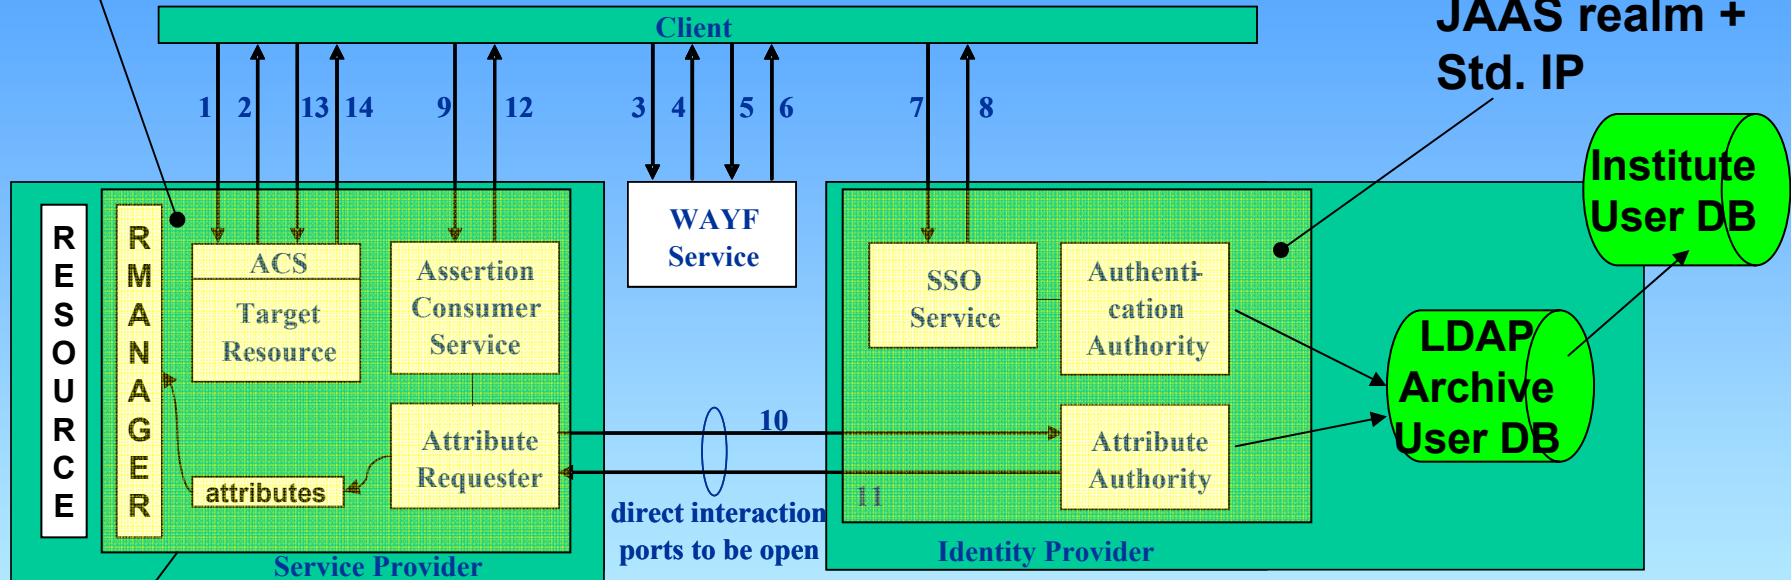 JAAS realm +
Std. IP
Client
1
2
13
14
9
12
3
4
5
6
7
8
Institute
User DB
RESOURCE
RMANAGER
ACS
Target
Resource
Assertion
Consumer
Service
WAYF
Service
SSO
Service
Authenti-
cation
Authority
LDAP
Archive
User DB
attributes
Attribute
Requester
10
11
Attribute
Authority
direct interaction
ports to be open
Service Provider
Identity Provider